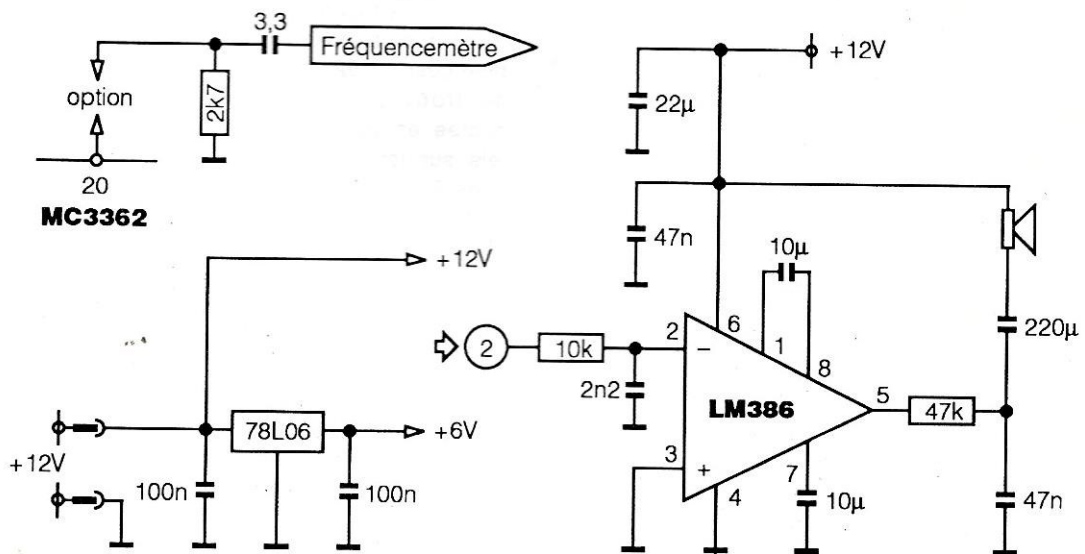 3,3
Fréquencemètre
option
2k7
20
MC3362
+12V
22µ
47n
10µ
+12V
2
10k
2
6
1
8
2n2
LM386
5
47k
220µ
3
4
7
10µ
47n
78L06
+6V
+12V
100n
100n
−
+